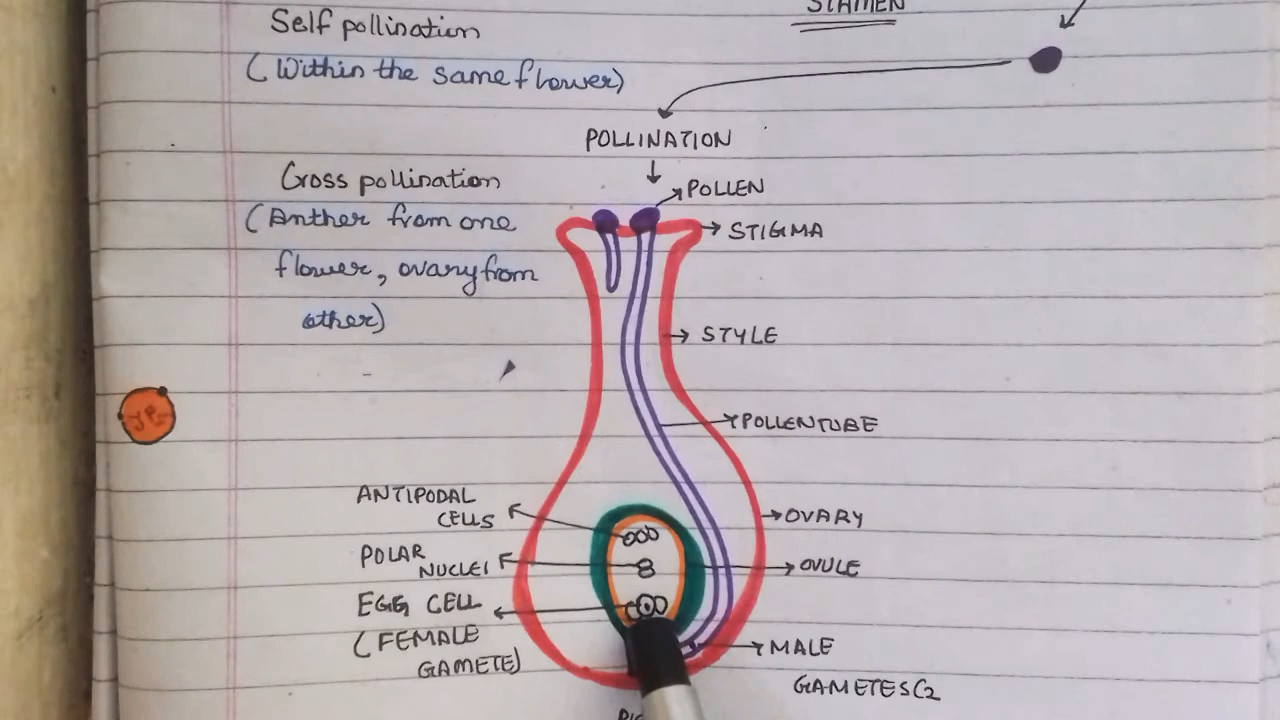 STAMEN
Self pollination
(Within the same flower)
POLLINATION
Cross pollination
(Anther from one
flower, ovary from
other)
POLLEN
STIGMA
STYLE
POLLENTUBE
ANTIPODAL
CELLS
OVARY
POLAR
NUCLEI
OVULE
EGG CELL
(FEMALE
GAMETE)
MALE
GAMETES(2